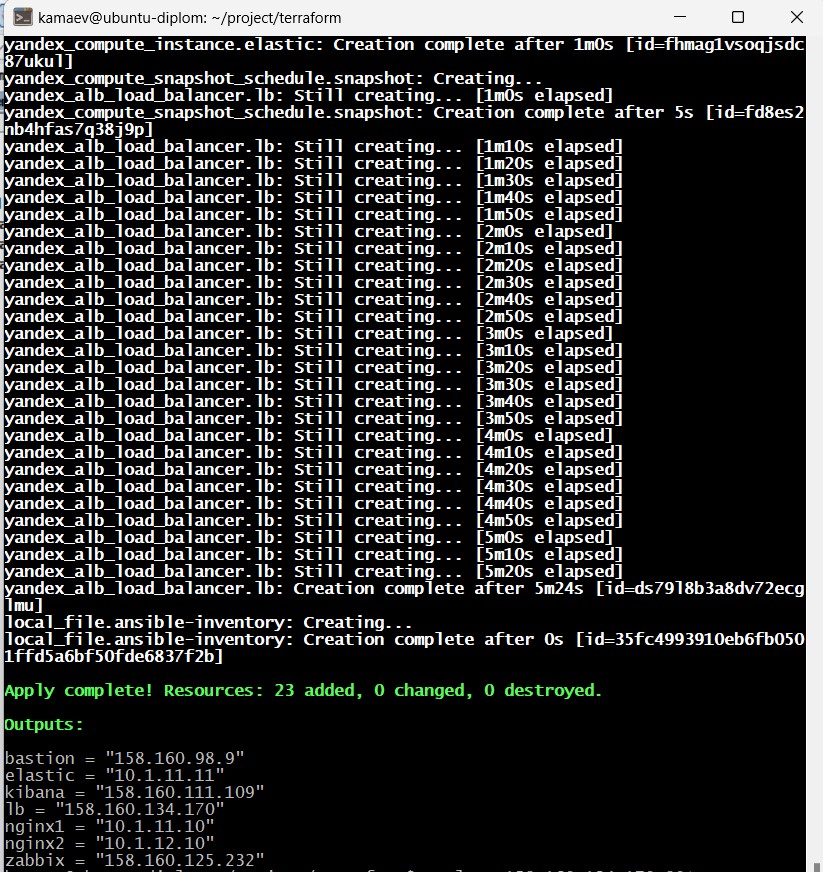 kamaev@ubuntu-diplom: ~/project/terraform
yandex_compute_instance.elastic: Creation complete after 1m0s [id=fhmag1vsoqjsdc
87ukul]
yandex_compute_snapshot_schedule.snapshot: Creating...
yandex_alb_load_balancer.lb: Still creating... [1m0s elapsed]
yandex_compute_snapshot_schedule.snapshot: Creation complete after 5s [id=fd8es2
nb4hfas7q38j9p]
yandex_alb_load_balancer.lb: Still creating... [1m10s elapsed]
yandex_alb_load_balancer.lb: Still creating... [1m20s elapsed]
yandex_alb_load_balancer.lb: Still creating... [1m30s elapsed]
yandex_alb_load_balancer.lb: Still creating... [1m40s elapsed]
yandex_alb_load_balancer.lb: Still creating... [1m50s elapsed]
yandex_alb_load_balancer.lb: Still creating... [2m0s elapsed]
yandex_alb_load_balancer.lb: Still creating... [2m10s elapsed]
yandex_alb_load_balancer.lb: Still creating... [2m20s elapsed]
yandex_alb_load_balancer.lb: Still creating... [2m30s elapsed]
yandex_alb_load_balancer.lb: Still creating... [2m40s elapsed]
yandex_alb_load_balancer.lb: Still creating... [2m50s elapsed]
yandex_alb_load_balancer.lb: Still creating... [3m0s elapsed]
yandex_alb_load_balancer.lb: Still creating... [3m10s elapsed]
yandex_alb_load_balancer.lb: Still creating... [3m20s elapsed]
yandex_alb_load_balancer.lb: Still creating... [3m30s elapsed]
yandex_alb_load_balancer.lb: Still creating... [3m40s elapsed]
yandex_alb_load_balancer.lb: Still creating... [3m50s elapsed]
yandex_alb_load_balancer.lb: Still creating... [4m0s elapsed]
yandex_alb_load_balancer.lb: Still creating... [4m10s elapsed]
yandex_alb_load_balancer.lb: Still creating... [4m20s elapsed]
yandex_alb_load_balancer.lb: Still creating... [4m30s elapsed]
yandex_alb_load_balancer.lb: Still creating... [4m40s elapsed]
yandex_alb_load_balancer.lb: Still creating... [4m50s elapsed]
yandex_alb_load_balancer.lb: Still creating... [5m0s elapsed]
yandex_alb_load_balancer.lb: Still creating... [5m10s elapsed]
yandex_alb_load_balancer.lb: Still creating... [5m20s elapsed]
yandex_alb_load_balancer.lb: Creation complete after 5m24s [id=ds79l8b3a8dv72ecg
lmu]
local_file.ansible-inventory: Creating...
local_file.ansible-inventory: Creation complete after 0s [id=35fc4993910eb6fb050
1ffd5a6bf50fde6837f2b]
Apply complete! Resources: 23 added, 0 changed, 0 destroyed.
Outputs:
bastion = "158.160.98.9"
elastic = "10.1.11.11"
kibana = "158.160.111.109"
lb = "158.160.134.170"
nginx1 = "10.1.11.10"
nginx2 = "10.1.12.10"
zabbix = "158.160.125.232"